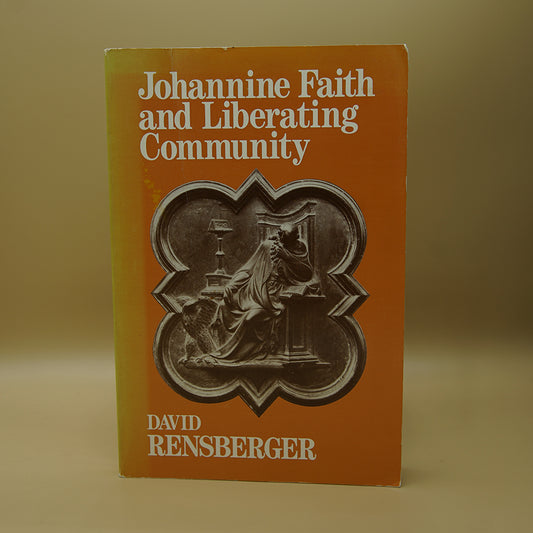 Johannine Faith
and Liberating
Community
DAVID
RENSBERGER